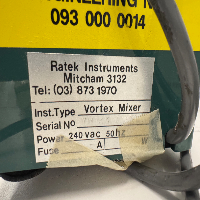 GINEERING
093 000 0014
Ratek Instruments
Mitcham 3132
Tel: (03) 873 1970
Inst. Type Vortex Mixer
Serial No
Power 240 vac 50hz
Fuse A W